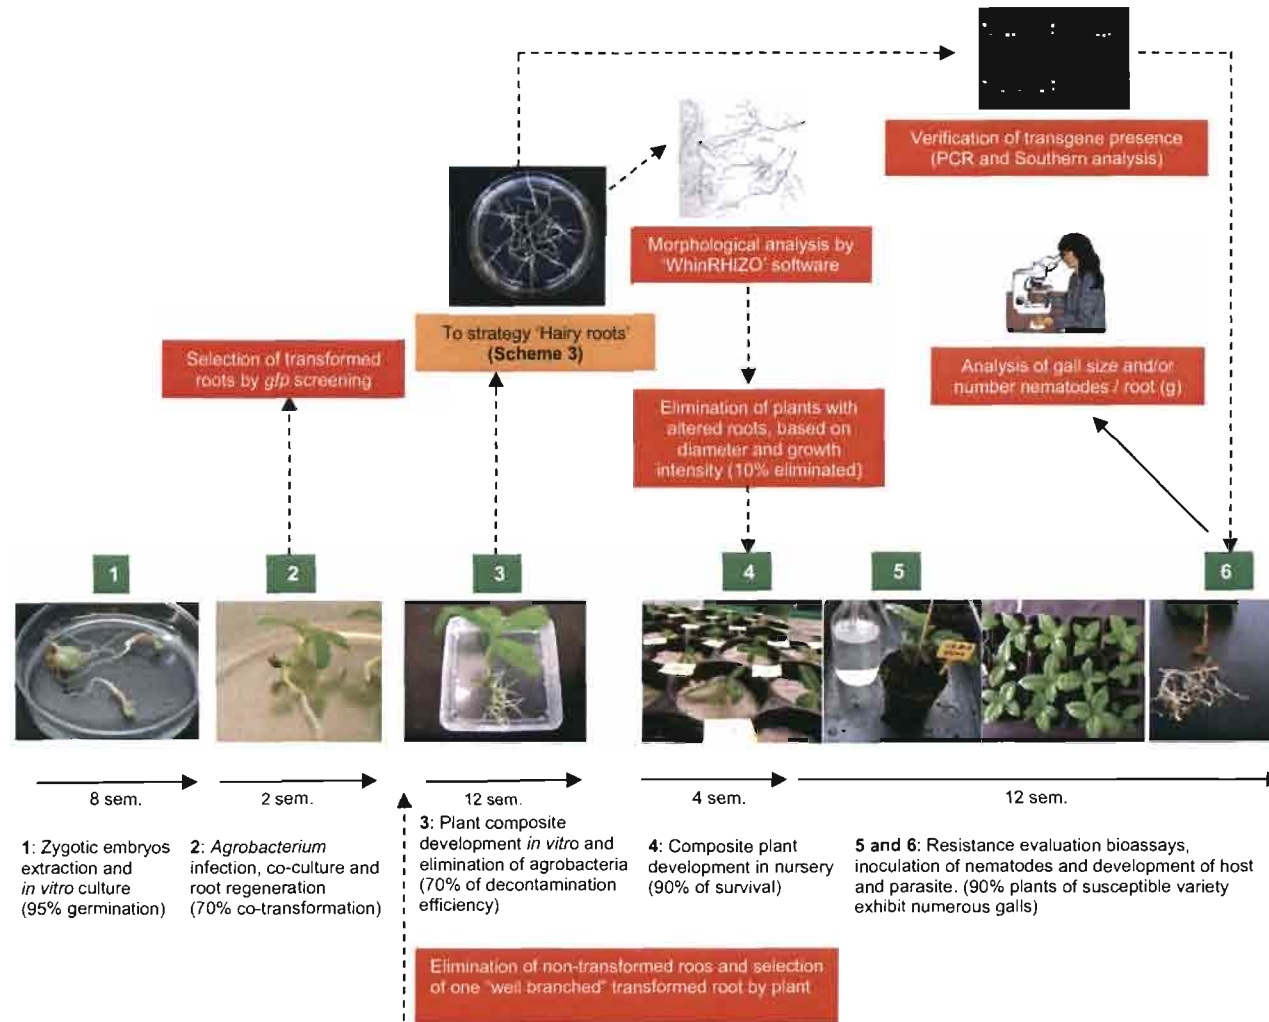 Verification of transgene presence
(PCR and Southern analysis)
Morphological analysis by
'WhinRHIZO' software
To strategy 'Hairy roots'
(Scheme 3)
Selection of transformed
roots by gfp screening
Analysis of gall size and/or
number nematodes / root (g)
Elimination of plants with
altered roots, based on
diameter and growth
intensity (10% eliminated)
1
2
3
4
5
6
8 sem.
2 sem.
12 sem.
4 sem.
12 sem.
1: Zygotic embryos
extraction and
in vitro culture
(95% germination)
2: Agrobacterium
infection, co-culture and
root regeneration
(70% co-transformation)
3: Plant composite
development in vitro and
elimination of agrobacteria
(70% of decontamination
efficiency)
4: Composite plant
development in nursery
(90% of survival)
5 and 6: Resistance evaluation bioassays,
inoculation of nematodes and development of host
and parasite. (90% plants of susceptible variety
exhibit numerous galls)
Elimination of non-transformed roos and selection
of one "well branched" transformed root by plant